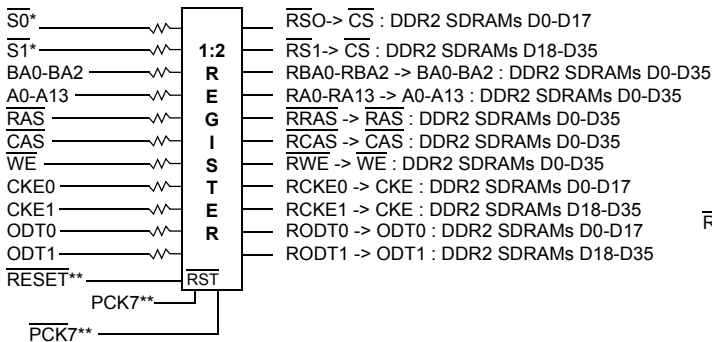 S0*
S1*
BA0-BA2
A0-A13
RAS
CAS
WE
CKE0
CKE1
ODT0
ODT1
RESET**
PCK7**
PCK7**
1:2
R
E
G
I
S
T
E
R
RST
RSO-> CS : DDR2 SDRAMs D0-D17
RS1-> CS : DDR2 SDRAMs D18-D35
RBA0-RBA2 -> BA0-BA2 : DDR2 SDRAMs D0-D35
RA0-RA13 -> A0-A13 : DDR2 SDRAMs D0-D35
RRAS -> RAS : DDR2 SDRAMs D0-D35
RCAS -> CAS : DDR2 SDRAMs D0-D35
RWE -> WE : DDR2 SDRAMs D0-D35
RCKE0 -> CKE : DDR2 SDRAMs D0-D17
RCKE1 -> CKE : DDR2 SDRAMs D18-D35
RODT0 -> ODT0 : DDR2 SDRAMs D0-D17
RODT1 -> ODT1 : DDR2 SDRAMs D18-D35